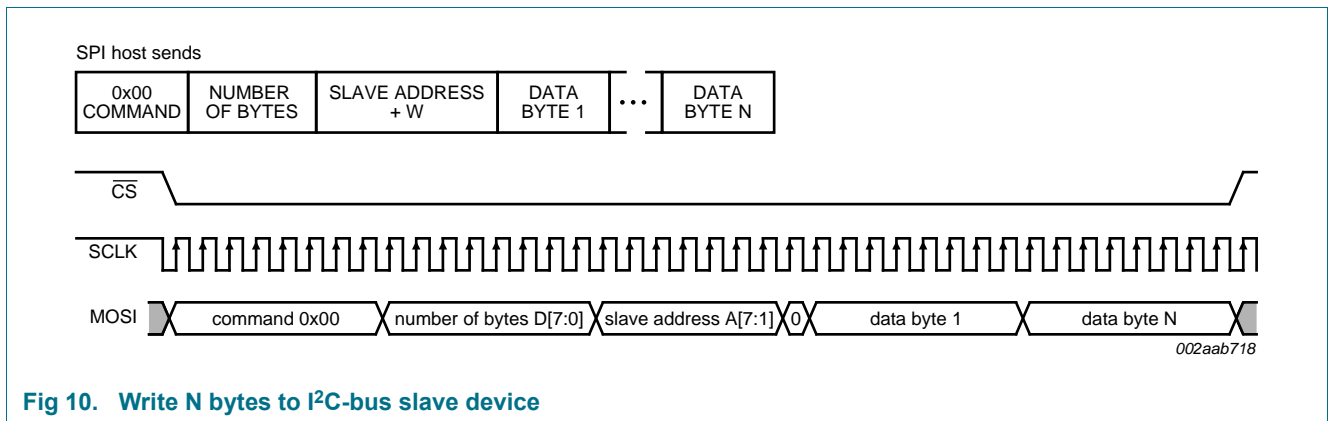 SPI host sends
0x00 COMMAND
NUMBER OF BYTES
SLAVE ADDRESS + W
DATA BYTE 1
...
DATA BYTE N
CS
SCLK
MOSI
command 0x00
number of bytes D[7:0]
slave address A[7:1]
0
data byte 1
data byte N
002aab718
Fig 10. Write N bytes to I²C-bus slave device